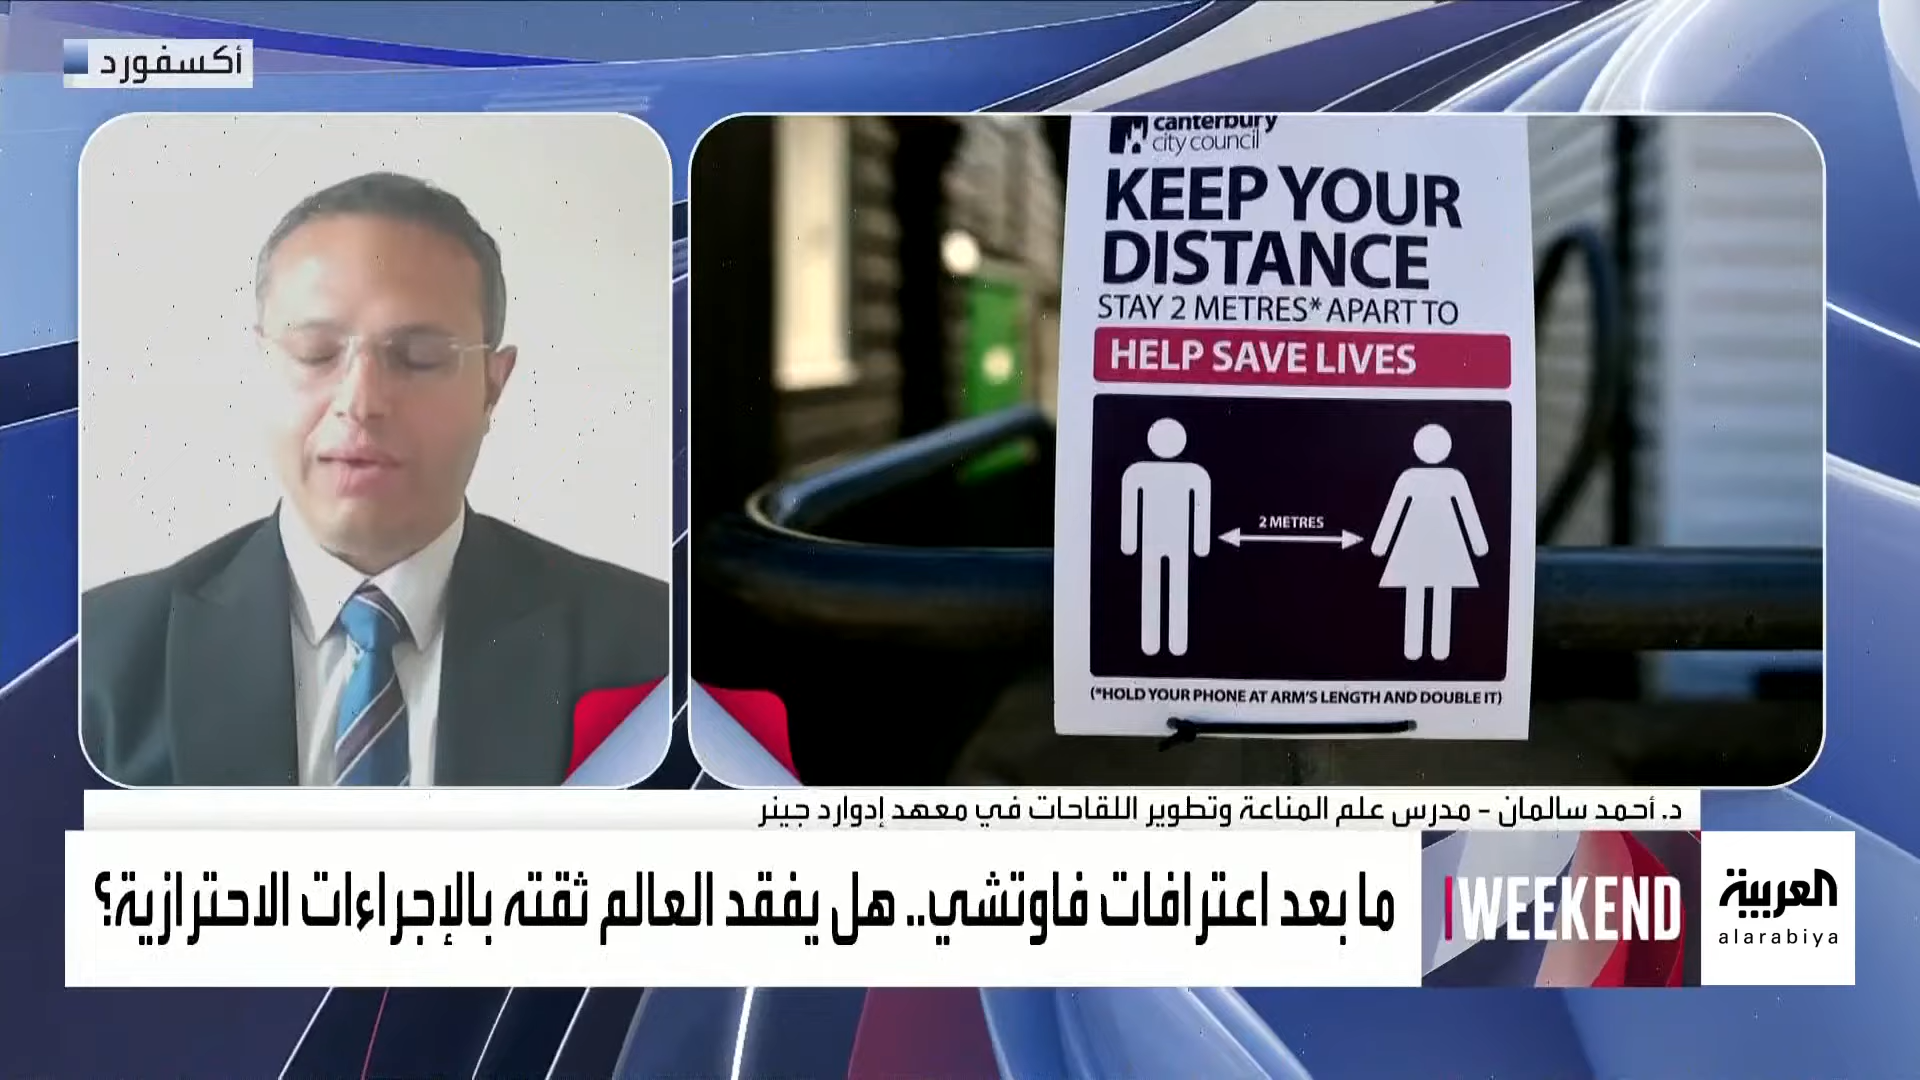 أكسفورد
canterbury
city council
KEEP YOUR
DISTANCE
STAY 2 METRES* APART TO
HELP SAVE LIVES
2 METRES
(*HOLD YOUR PHONE AT ARM'S LENGTH AND DOUBLE IT)
د. أحمد سالمان - مدرس علم المناعة وتطوير اللقاحات في معهد إدوارد جينر
ما بعد اعترافات فاوتشي.. هل يفقد العالم ثقته بالإجراءات الاحترازية؟
WEEKEND
العربية
alarabiya